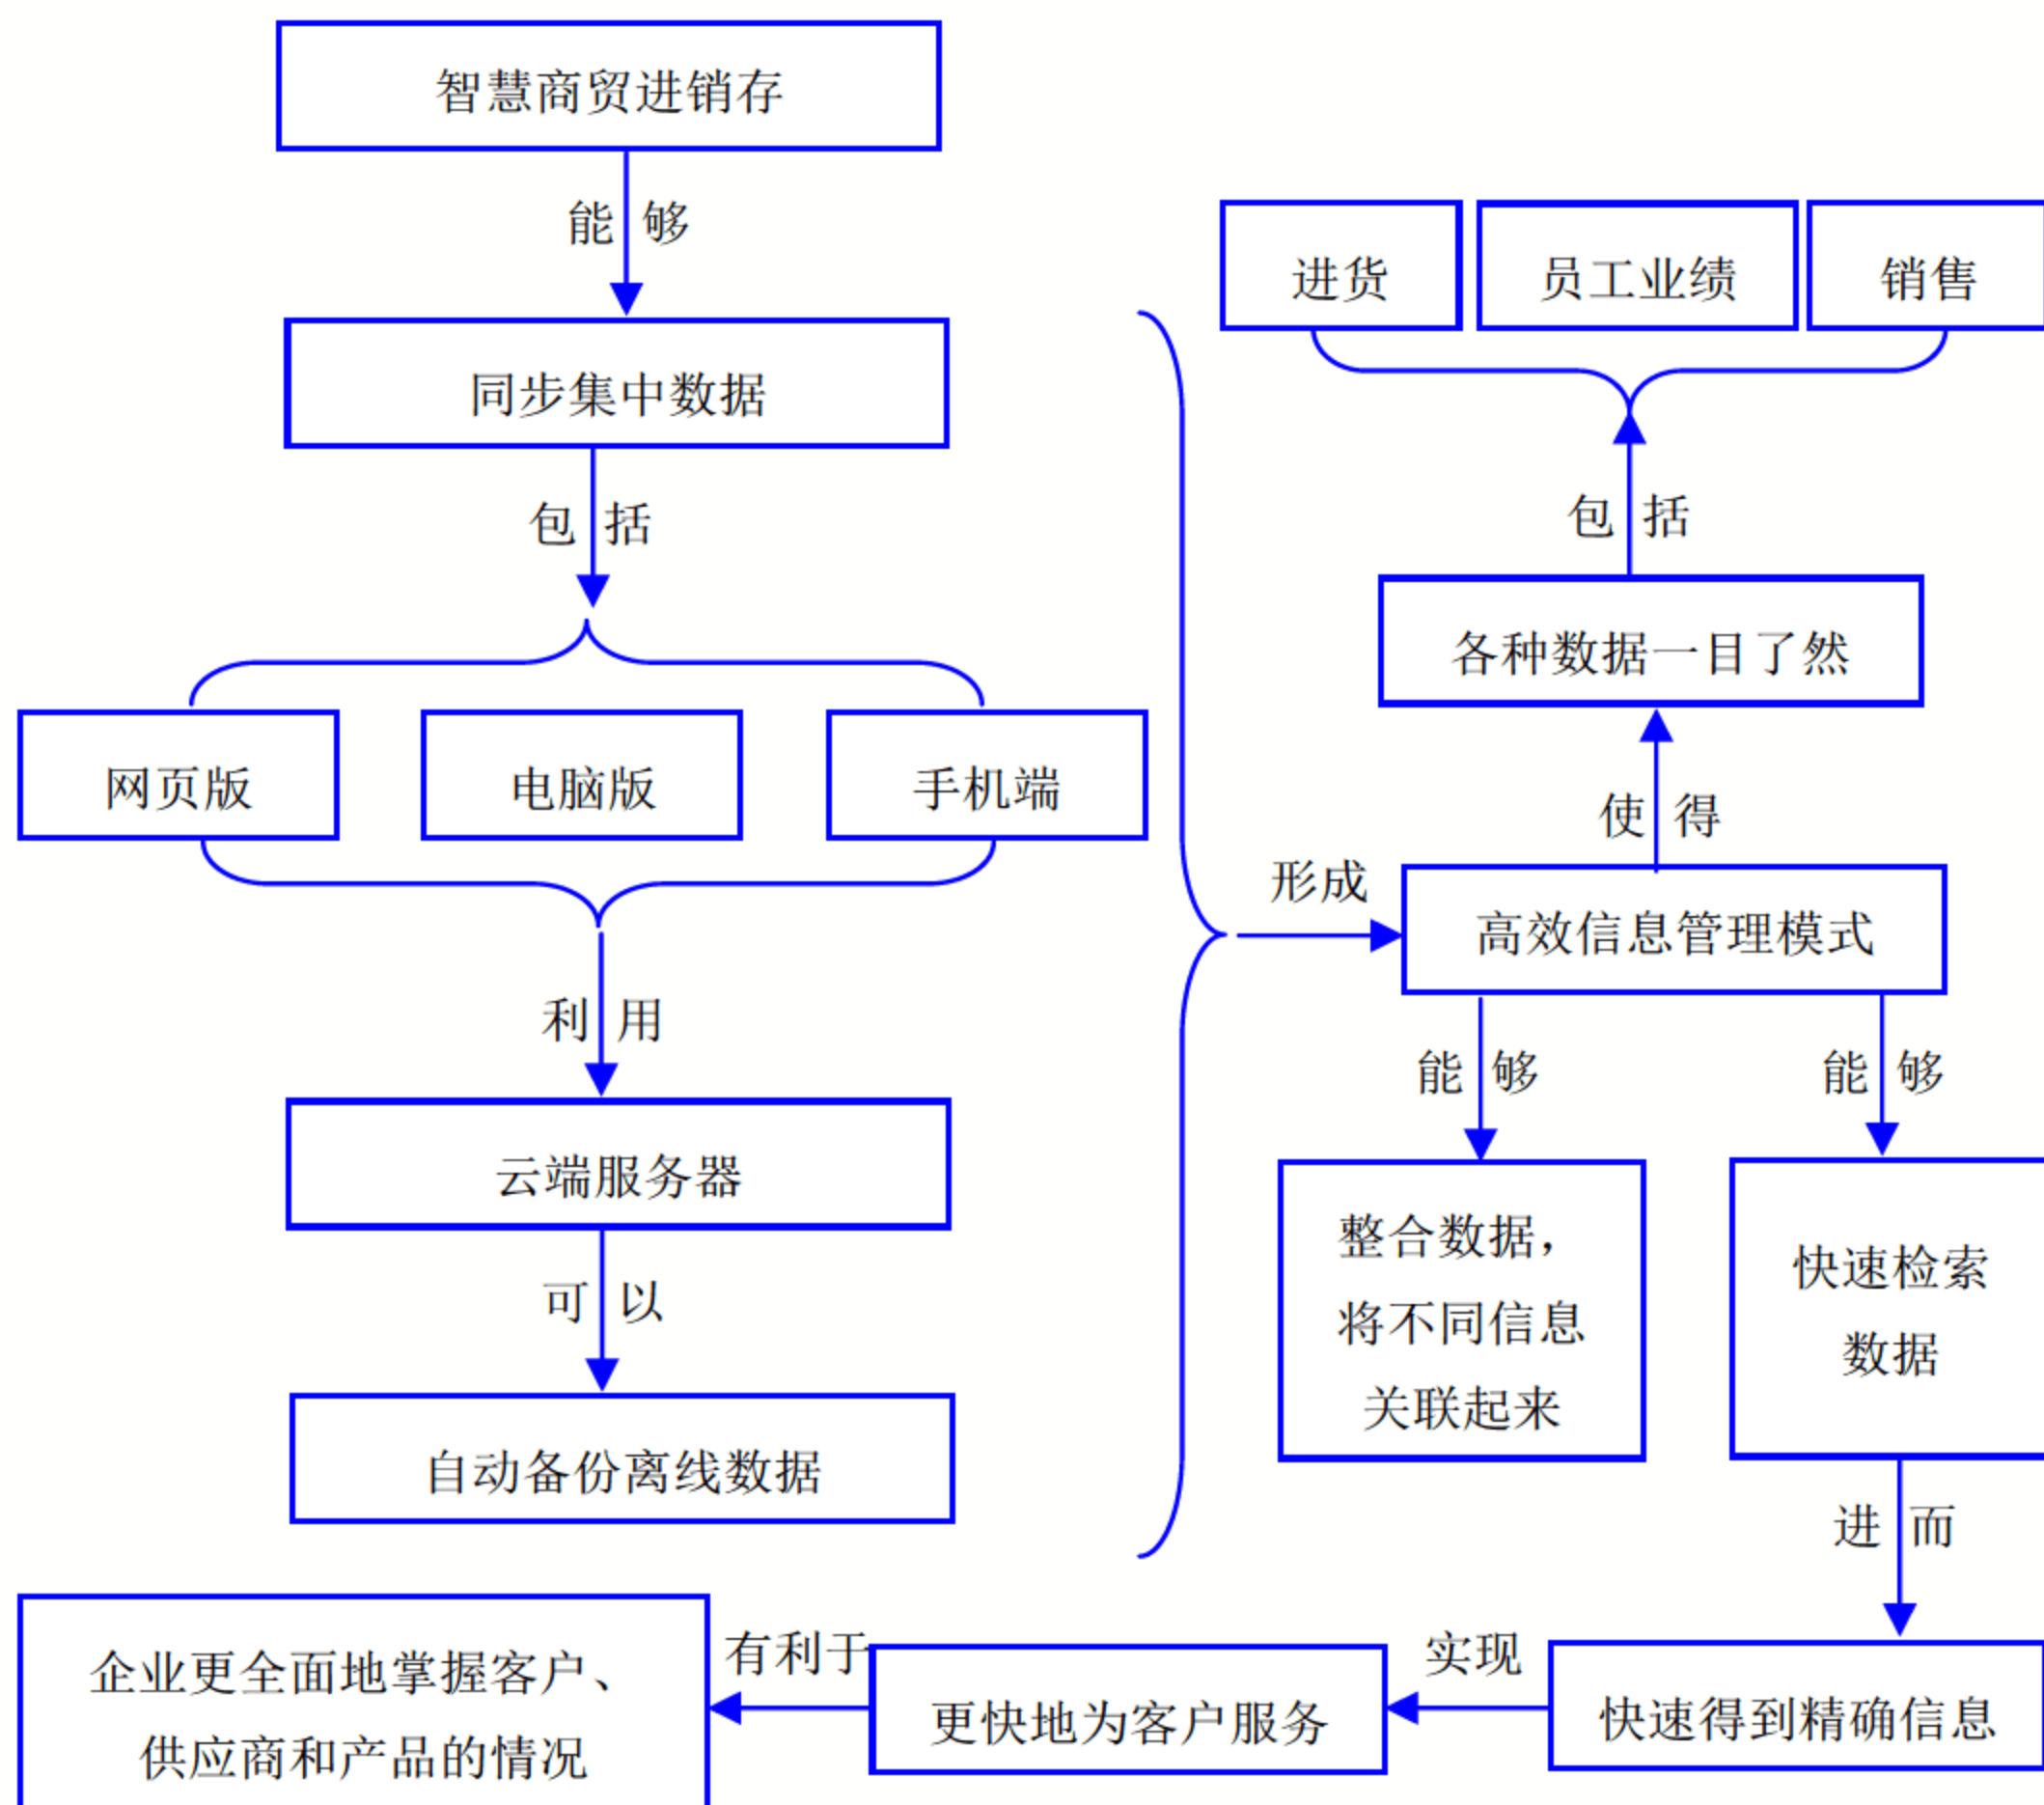 智慧商贸进销存
能够
同步集中数据
包括
网页版
电脑版
手机端
利用
云端服务器
可以
自动备份离线数据
形成
进货
员工业绩
销售
包括
各种数据一目了然
使得
高效信息管理模式
能够
能够
整合数据，
将不同信息
关联起来
快速检索
数据
进而
快速得到精确信息
实现
更快地为客户服务
有利于
企业更全面地掌握客户、
供应商和产品的情况